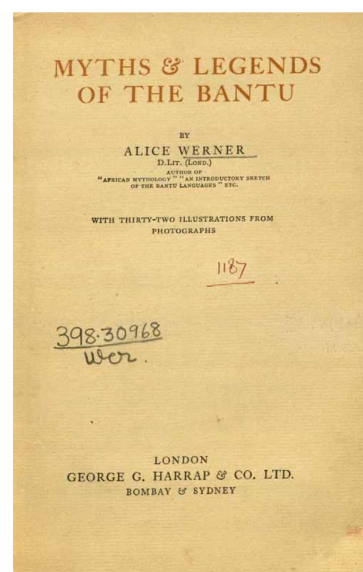 MYTHS & LEGENDS
OF THE BANTU
BY
ALICE WERNER
D.LIT. (LOND.)
AUTHOR OF
"AFRICAN MYTHOLOGY" "AN INTRODUCTORY SKETCH
OF THE BANTU LANGUAGES" ETC.
WITH THIRTY-TWO ILLUSTRATIONS FROM
PHOTOGRAPHS
1187
398.30968
Wer.
LONDON
GEORGE G. HARRAP & CO. LTD.
BOMBAY & SYDNEY